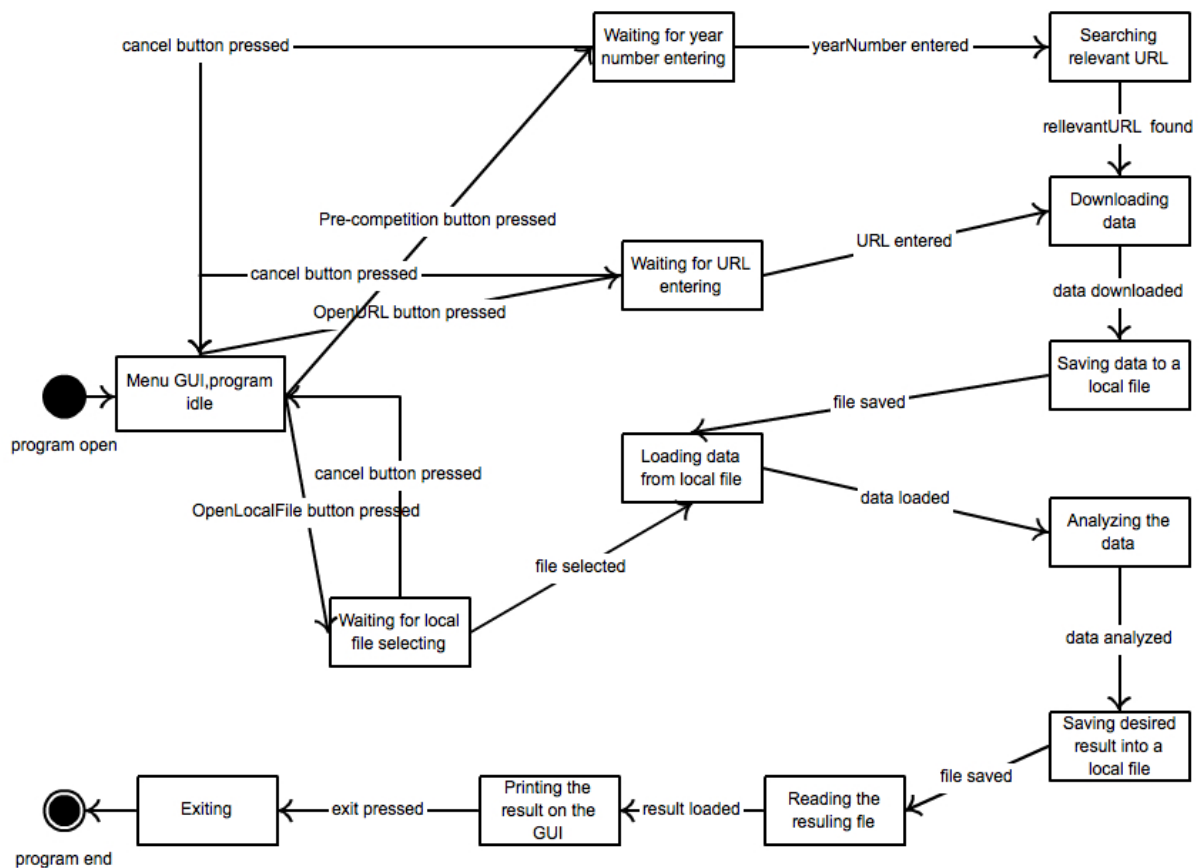 cancel button pressed
Waiting for year
number entering
yearNumber entered
Searching
relevant URL
rellevantURL found
Pre-competition button pressed
Downloading
data
URL entered
cancel button pressed
Waiting for URL
entering
data downloaded
OpenURL button pressed
Menu GUI,program
idle
Saving data to a
local file
program open
file saved
Loading data
from local file
cancel button pressed
data loaded
OpenLocalFile button pressed
Analyzing the
data
file selected
Waiting for local
file selecting
data analyzed
Saving desired
result into a
local file
file saved
Exiting
exit pressed
Printing the
result on the
GUI
result loaded
Reading the
resuling fle
program end